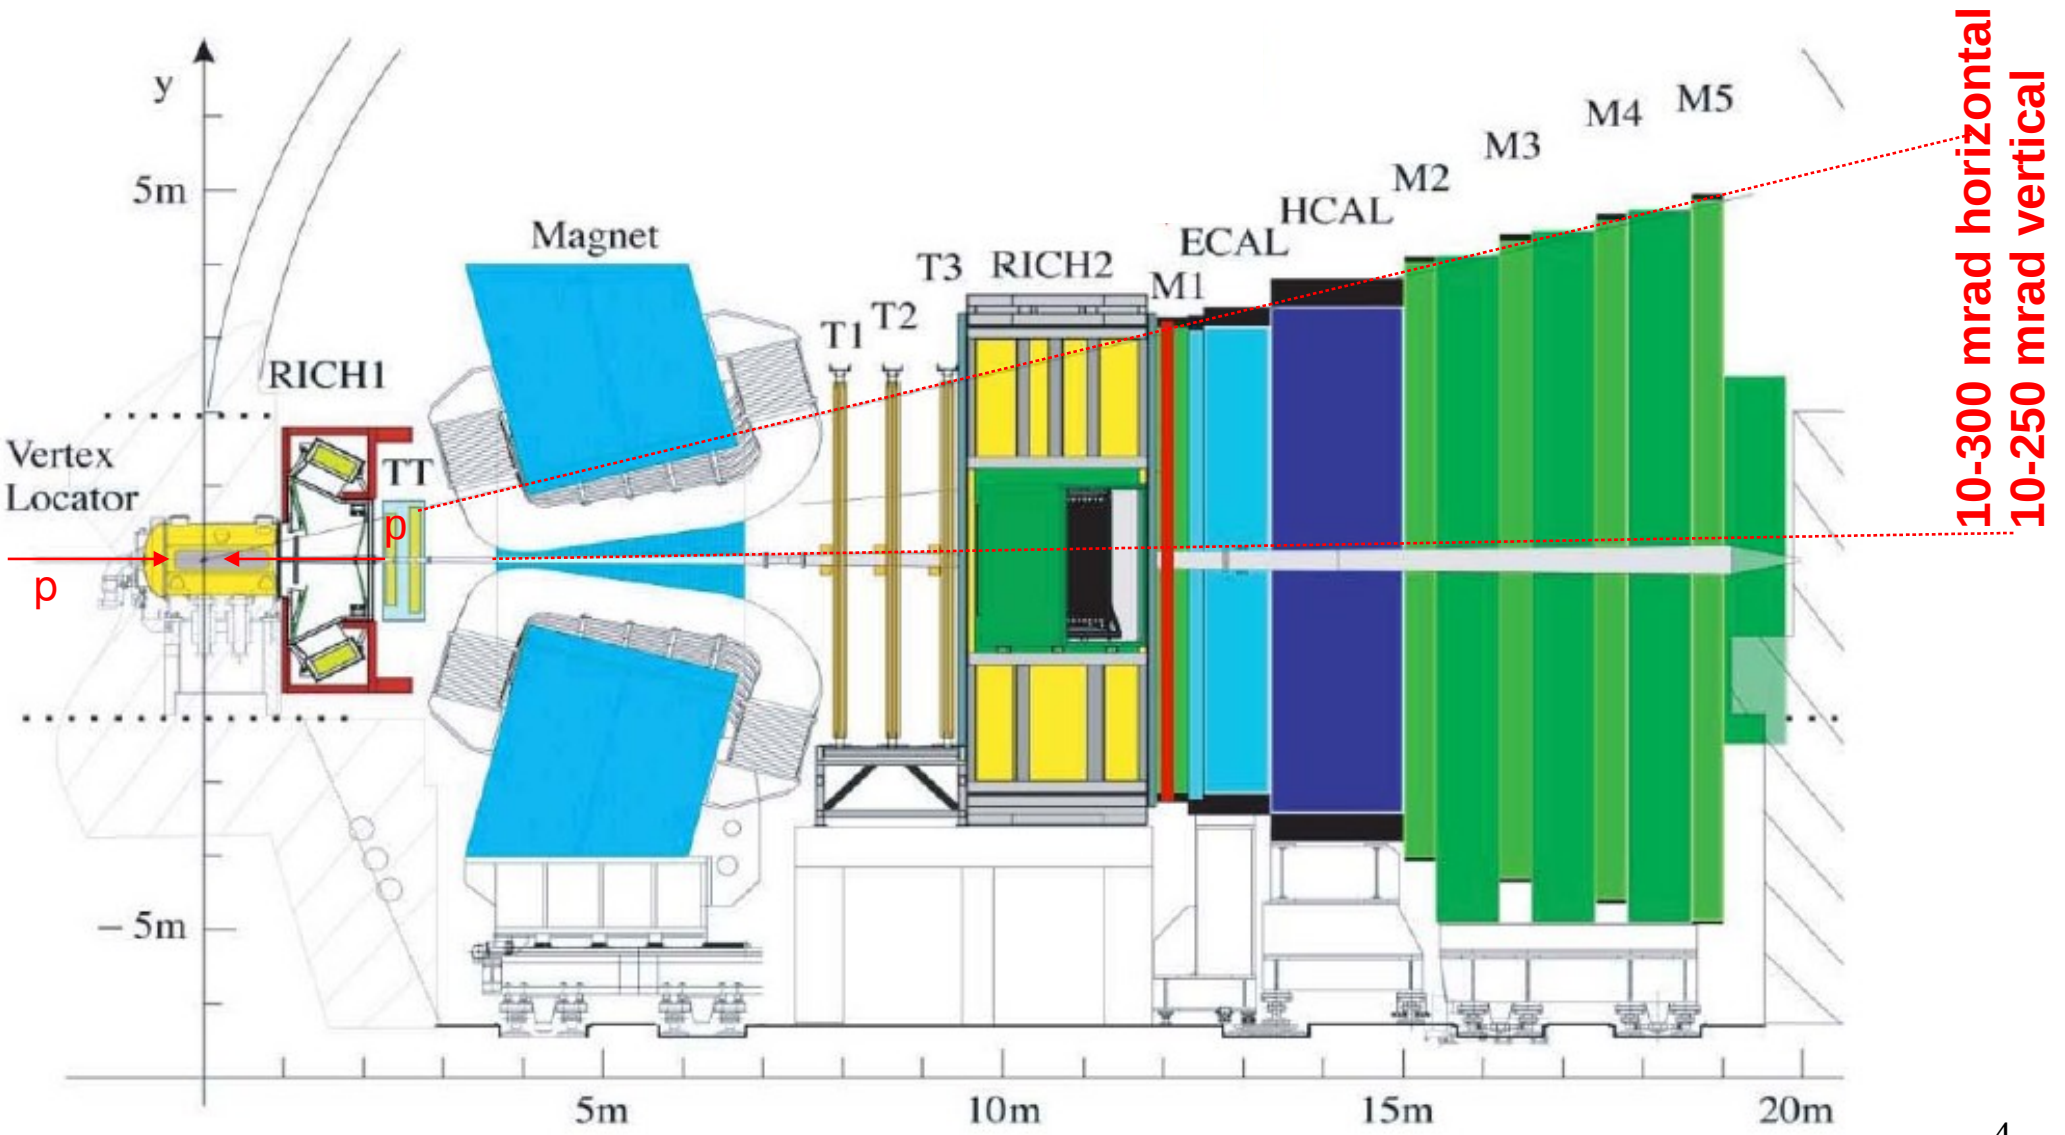 y
5m
Magnet
M5
M4
M3
M2
HCAL
ECAL
M1
RICH2
T3
T2
T1
RICH1
TT
Vertex
Locator
p
p
10-300 mrad horizontal
10-250 mrad vertical
– 5m
5m
10m
15m
20m
4